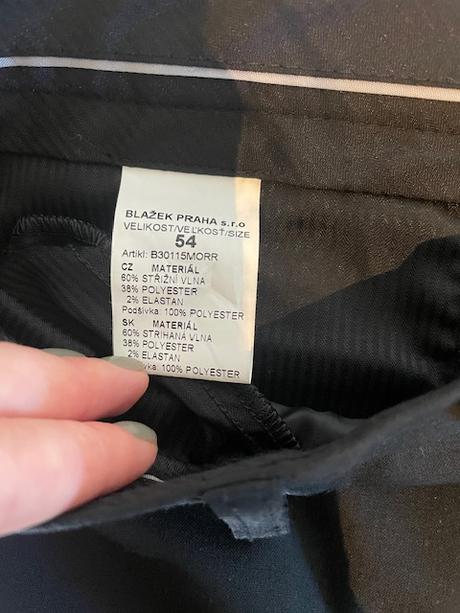 BLAŽEK PRAHA s.r.o
VELIKOST/VEĽKOSŤ/SIZE
54
Artikl: B30115MORR
CZ MATERIÁL
60% STŘIŽNÍ VLNA
38% POLYESTER
2% ELASTAN
Podšívka: 100% POLYESTER
SK MATERIÁL
60% STRIHANÁ VLNA
38% POLYESTER
2% ELASTAN
Podšívka: 100% POLYESTER